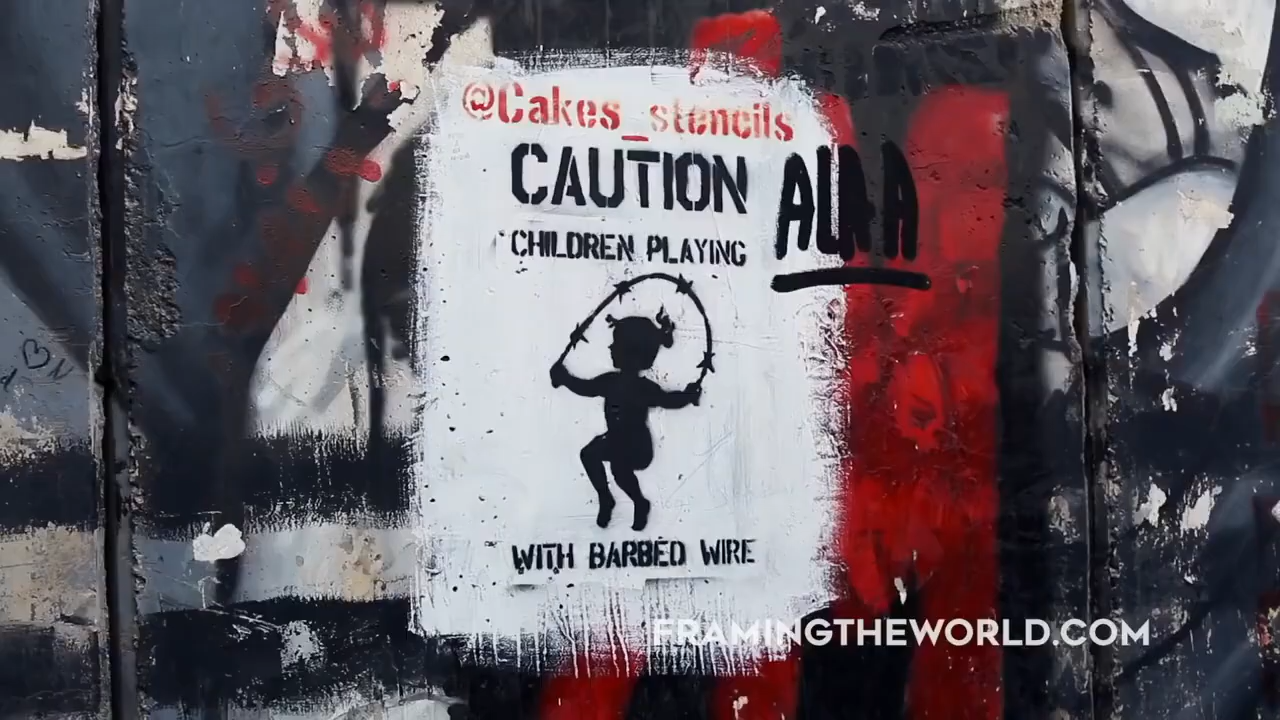 @Cakes_stencils
CAUTION
CHILDREN PLAYING
WITH BARBED WIRE
FRAMINGTHEWORLD.COM